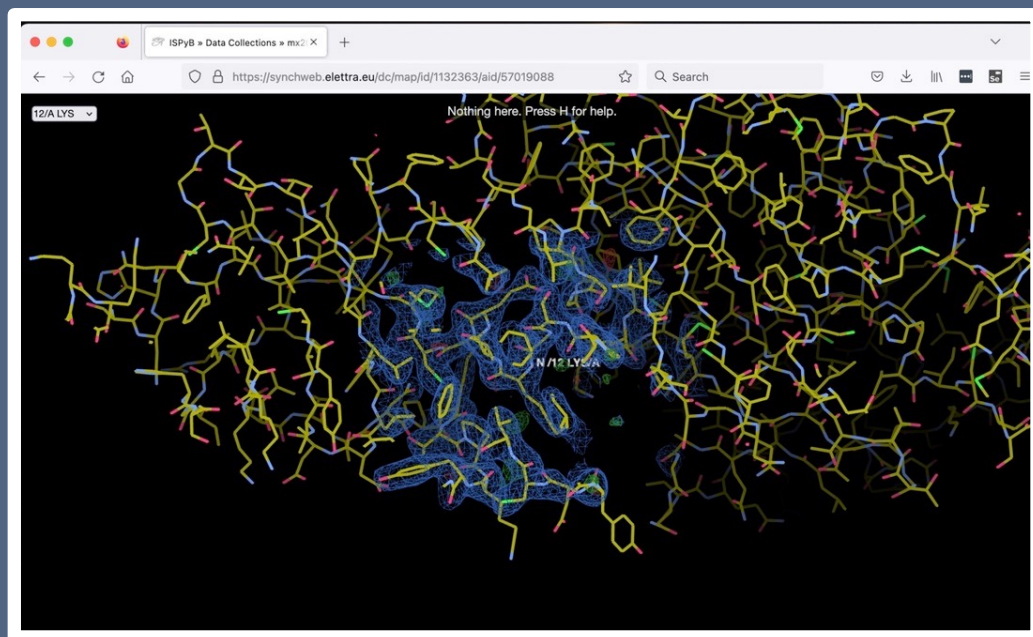 ISPyB » Data Collections » mx2
https://synchweb.elettra.eu/dc/map/id/1132363/aid/57019088
Search
Se
12/A LYS
Nothing here. Press H for help.
N /12 LYS/A